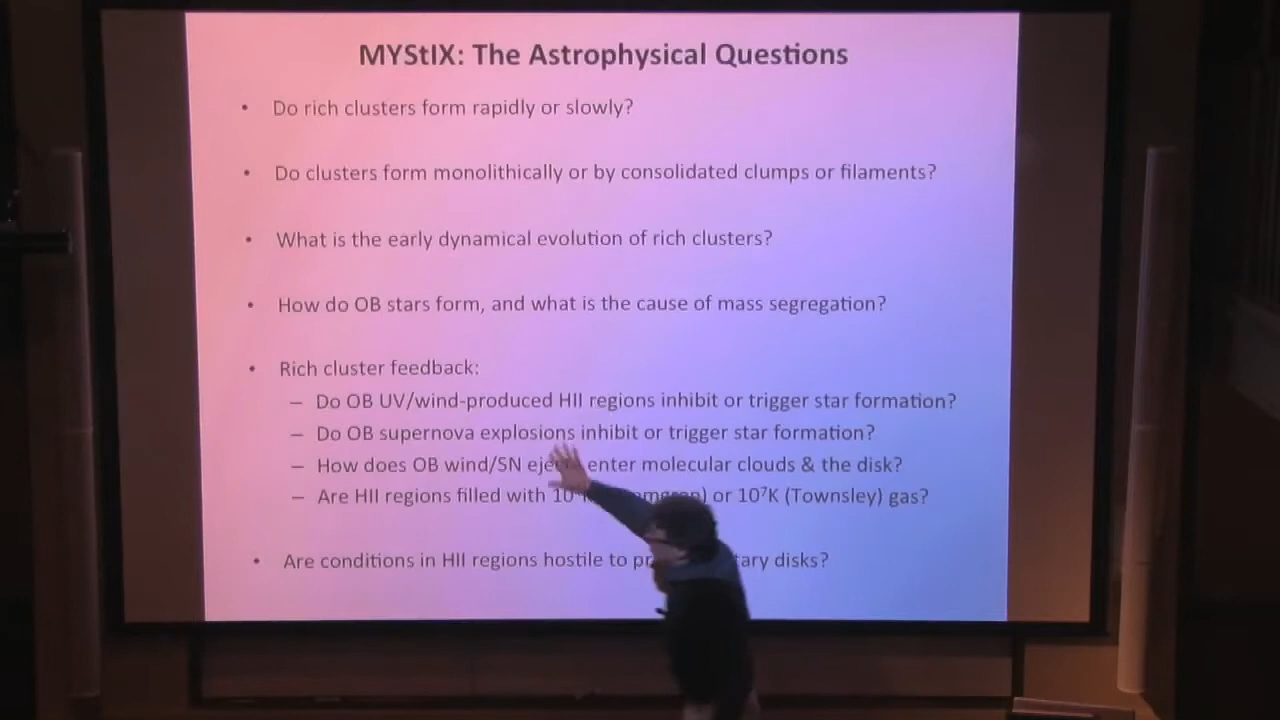 MYStIX: The Astrophysical Questions
• Do rich clusters form rapidly or slowly?
• Do clusters form monolithically or by consolidated clumps or filaments?
• What is the early dynamical evolution of rich clusters?
• How do OB stars form, and what is the cause of mass segregation?
• Rich cluster feedback:
– Do OB UV/wind-produced HII regions inhibit or trigger star formation?
– Do OB supernova explosions inhibit or trigger star formation?
– How does OB wind/SN enter molecular clouds & the disk?
– Are HII regions filled with or 10⁷K (Townsley) gas?
• Are conditions in HII regions hostile to disks?